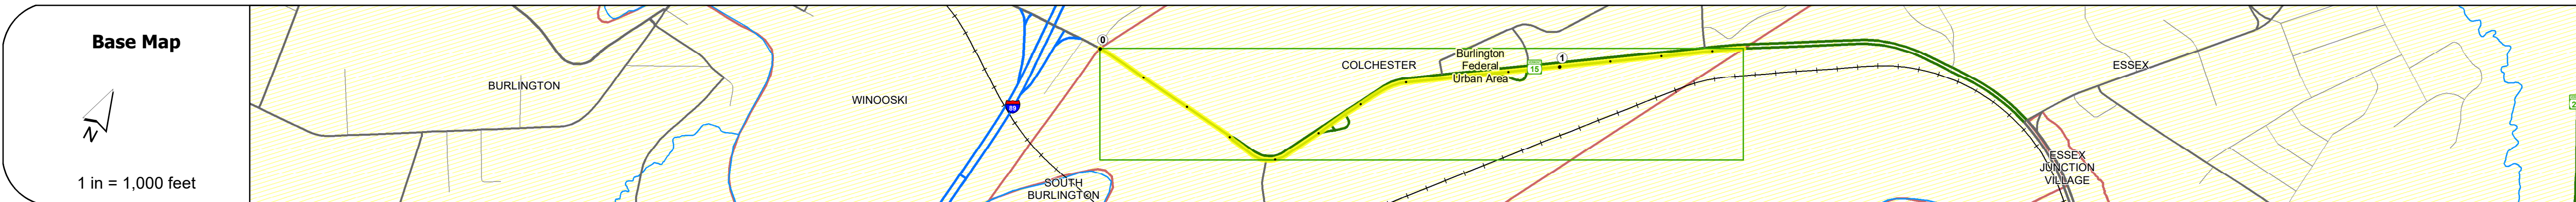 Base Map
N
1 in = 1,000 feet
BURLINGTON
WINOOSKI
89
SOUTH
BURLINGTON
0
COLCHESTER
Burlington
Federal
Urban Area
15
1
ESSEX
ESSEX
JUNCTION
VILLAGE
2